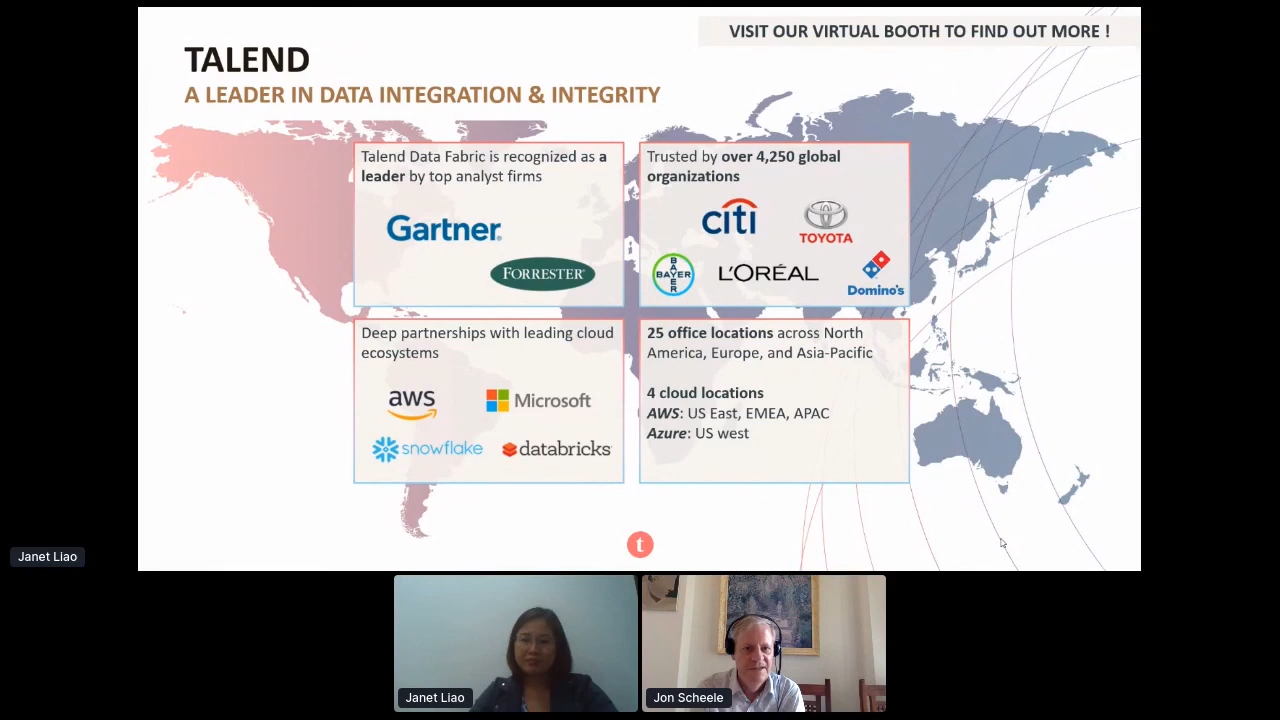 VISIT OUR VIRTUAL BOOTH TO FIND OUT MORE !
TALEND
A LEADER IN DATA INTEGRATION & INTEGRITY
Talend Data Fabric is recognized as a
leader by top analyst firms
Gartner
FORRESTER
Trusted by over 4,250 global
organizations
citi
TOYOTA
BAYER
BAYER
L'ORÉAL
Domino's
Deep partnerships with leading cloud
ecosystems
aws
Microsoft
snowflake
databricks
25 office locations across North
America, Europe, and Asia-Pacific
4 cloud locations
AWS: US East, EMEA, APAC
Azure: US west
t
Janet Liao
Janet Liao
Jon Scheele